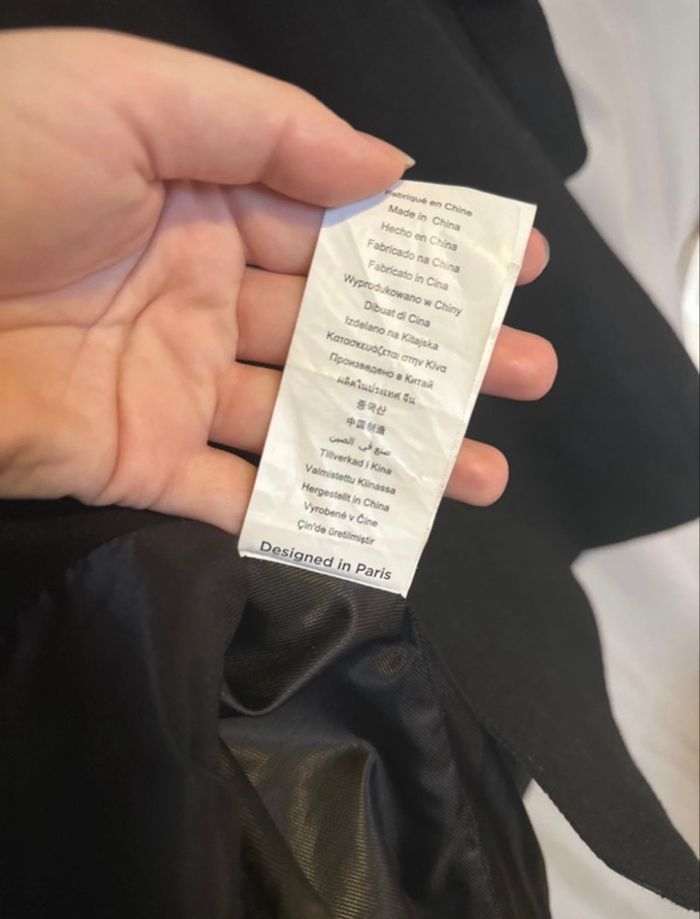 Fabriqué en Chine
Made in China
Hecho en China
Fabricado na China
Fabricato in Cina
Wyprodukowano w Chiny
Dibuat di Cina
Izdelano na Kitajska
Κατασκευάζεται στην Κίνα
Произведено в Китай
ผลิตในประเทศ จีน
중국산
中国制造
صنع في الصين
Tillverkad i Kina
Valmistettu Kiinassa
Hergestellt in China
Vyrobené v Číne
Çin'de üretilmiştir
Designed in Paris